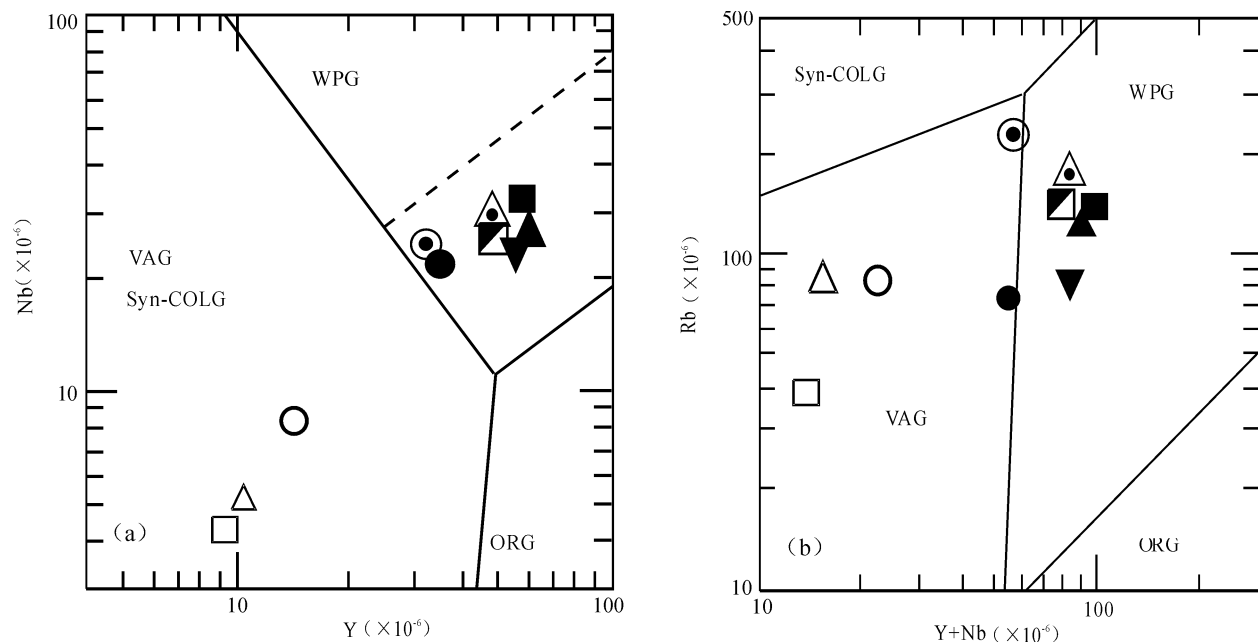 100
WPG
Nb(×10⁻⁶)
VAG
Syn-COLG
10
(a)
ORG
10
100
Y(×10⁻⁶)
500
Syn-COLG
WPG
Rb(×10⁻⁶)
100
VAG
(b)
ORG
10
10
100
Y+Nb(×10⁻⁶)